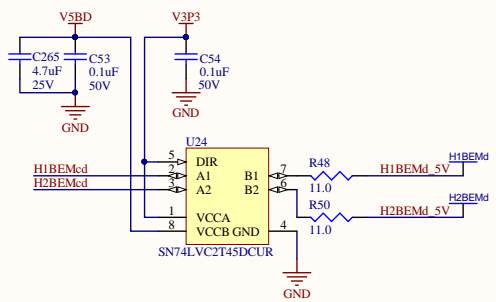 V5BD
V3P3
C265
4.7uF
25V
C53
0.1uF
50V
C54
0.1uF
50V
GND
GND
U24
5 DIR
H1BEMcd 2 A1 B1 7 R48 H1BEMd_5V H1BEMd
11.0
H2BEMcd 3 A2 B2 6 R50 H2BEMd_5V H2BEMd
11.0
1 VCCA
8 VCCB GND 4
SN74LVC2T45DCUR
GND